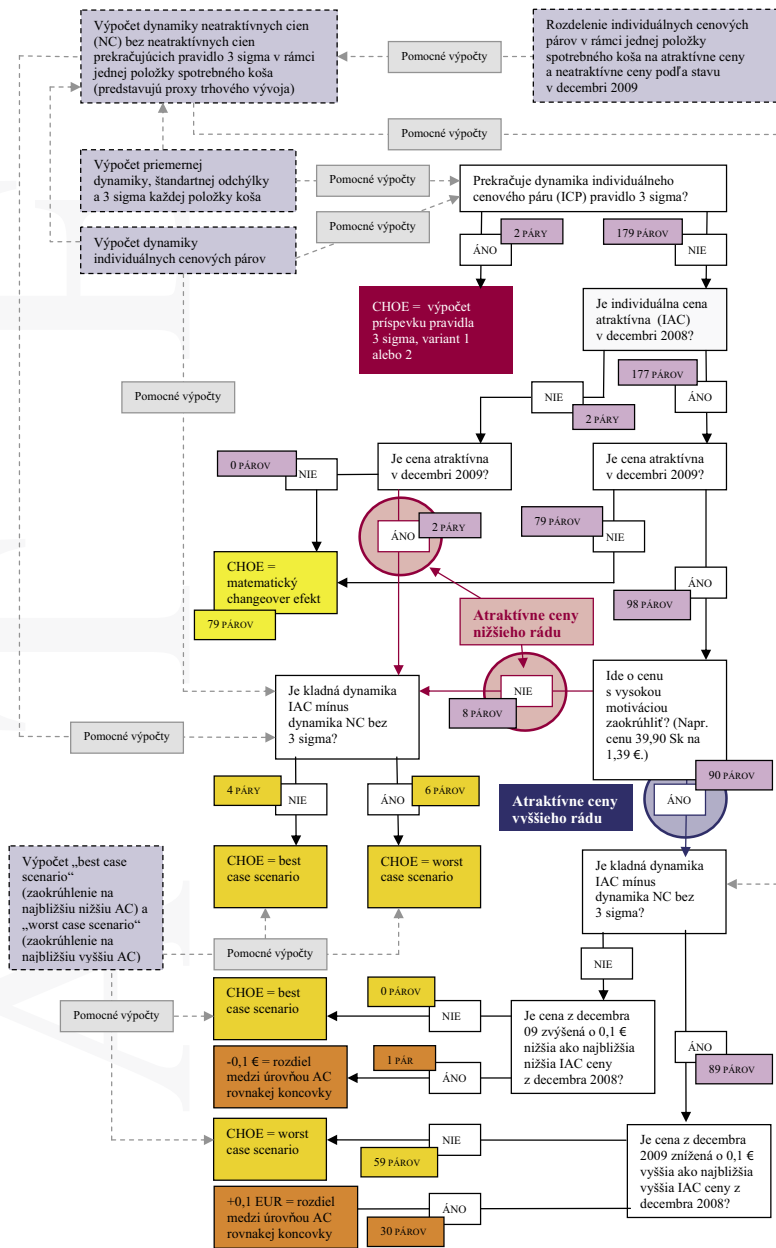 Výpočet dynamiky neatraktívnych cien
(NC) bez neatraktívnych cien
prekračujúcich pravidlo 3 sigma v rámci
jednej položky spotrebného koša
(predstavujú proxy trhového vývoja)
Pomocné výpočty
Rozdelenie individuálnych cenových
párov v rámci jednej položky
spotrebného koša na atraktívne ceny
a neatraktívne ceny podľa stavu
v decembri 2009
Pomocné výpočty
Výpočet priemernej
dynamiky, štandartnej odchýlky
a 3 sigma každej položky koša
Pomocné výpočty
Prekračuje dynamika individuálneho
cenového páru (ICP) pravidlo 3 sigma?
Pomocné výpočty
Výpočet dynamiky
individuálnych cenových párov
2 PÁRY
ÁNO
179 PÁROV
NIE
CHOE = výpočet
príspevku pravidla
3 sigma, variant 1
alebo 2
Je individuálna cena
atraktívna (IAC)
v decembri 2008?
Pomocné výpočty
177 PÁROV
ÁNO
NIE
2 PÁRY
Je cena atraktívna
v decembri 2009?
Je cena atraktívna
v decembri 2009?
0 PÁROV
NIE
ÁNO
2 PÁRY
79 PÁROV
NIE
CHOE =
matematický
changeover efekt
79 PÁROV
ÁNO
98 PÁROV
Atraktívne ceny
nižšieho rádu
Je kladná dynamika
IAC mínus
dynamika NC bez
3 sigma?
NIE
8 PÁROV
Ide o cenu
s vysokou
motiváciou
zaokrúhliť? (Napr.
cenu 39,90 Sk na
1,39 €.)
Pomocné výpočty
4 PÁRY
NIE
ÁNO
6 PÁROV
Atraktívne ceny
vyššieho rádu
90 PÁROV
ÁNO
Výpočet „best case
scenario“
(zaokrúhlenie na
najbližšiu nižšiu AC) a
„worst case scenario“
(zaokrúhlenie na
najbližšiu vyššiu AC)
CHOE = best
case scenario
CHOE = worst
case scenario
Je kladná dynamika
IAC mínus
dynamika NC bez
3 sigma?
Pomocné výpočty
NIE
Pomocné výpočty
CHOE = best
case scenario
0 PÁROV
NIE
Je cena z decembra
09 zvýšená o 0,1 €
nižšia ako najbližšia
nižšia IAC ceny
z decembra 2008?
-0,1 € = rozdiel
medzi úrovňou AC
rovnakej koncovky
1 PÁR
ÁNO
ÁNO
89 PÁROV
CHOE = worst
case scenario
NIE
59 PÁROV
Je cena z decembra
2009 znížená o 0,1 €
vyššia ako najbližšia
vyššia IAC ceny z
decembra 2008?
+0,1 EUR = rozdiel
medzi úrovňou AC
rovnakej koncovky
ÁNO
30 PÁROV